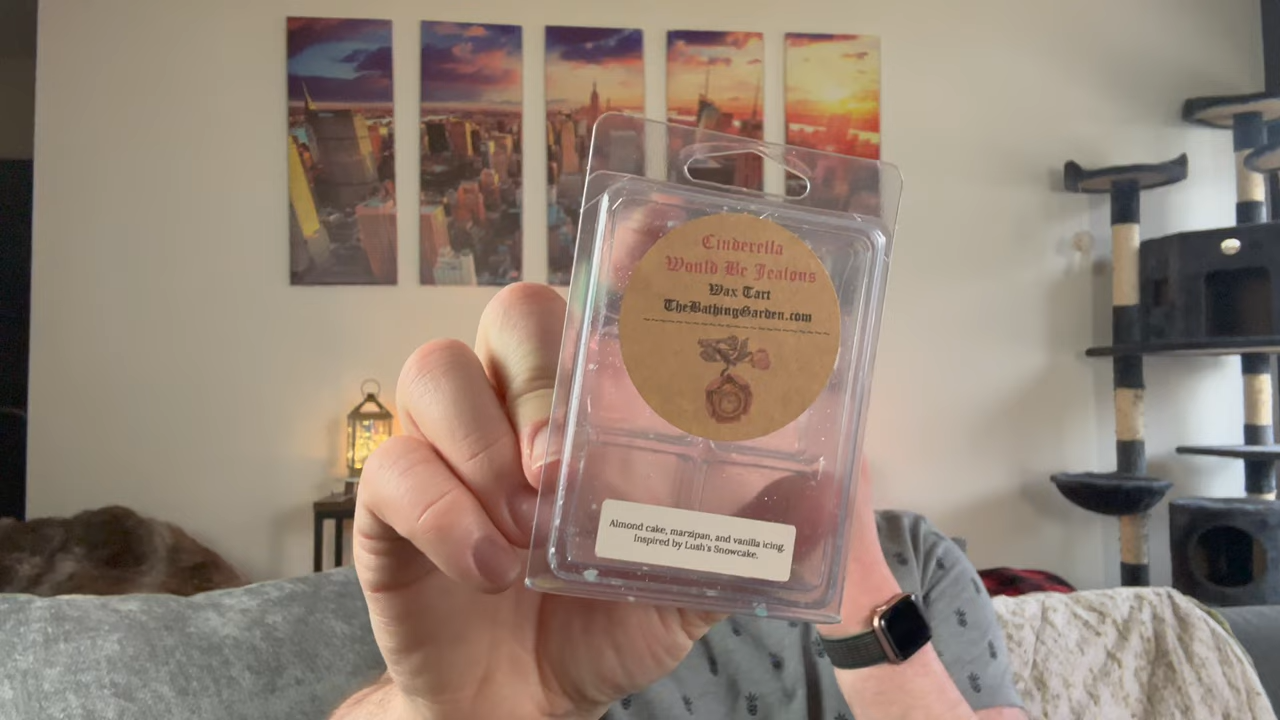 Cinderella
Would Be Jealous
Wax Tart
TheBathingGarden.com
Almond cake, marzipan, and vanilla icing.
Inspired by Lush's Snowcake.